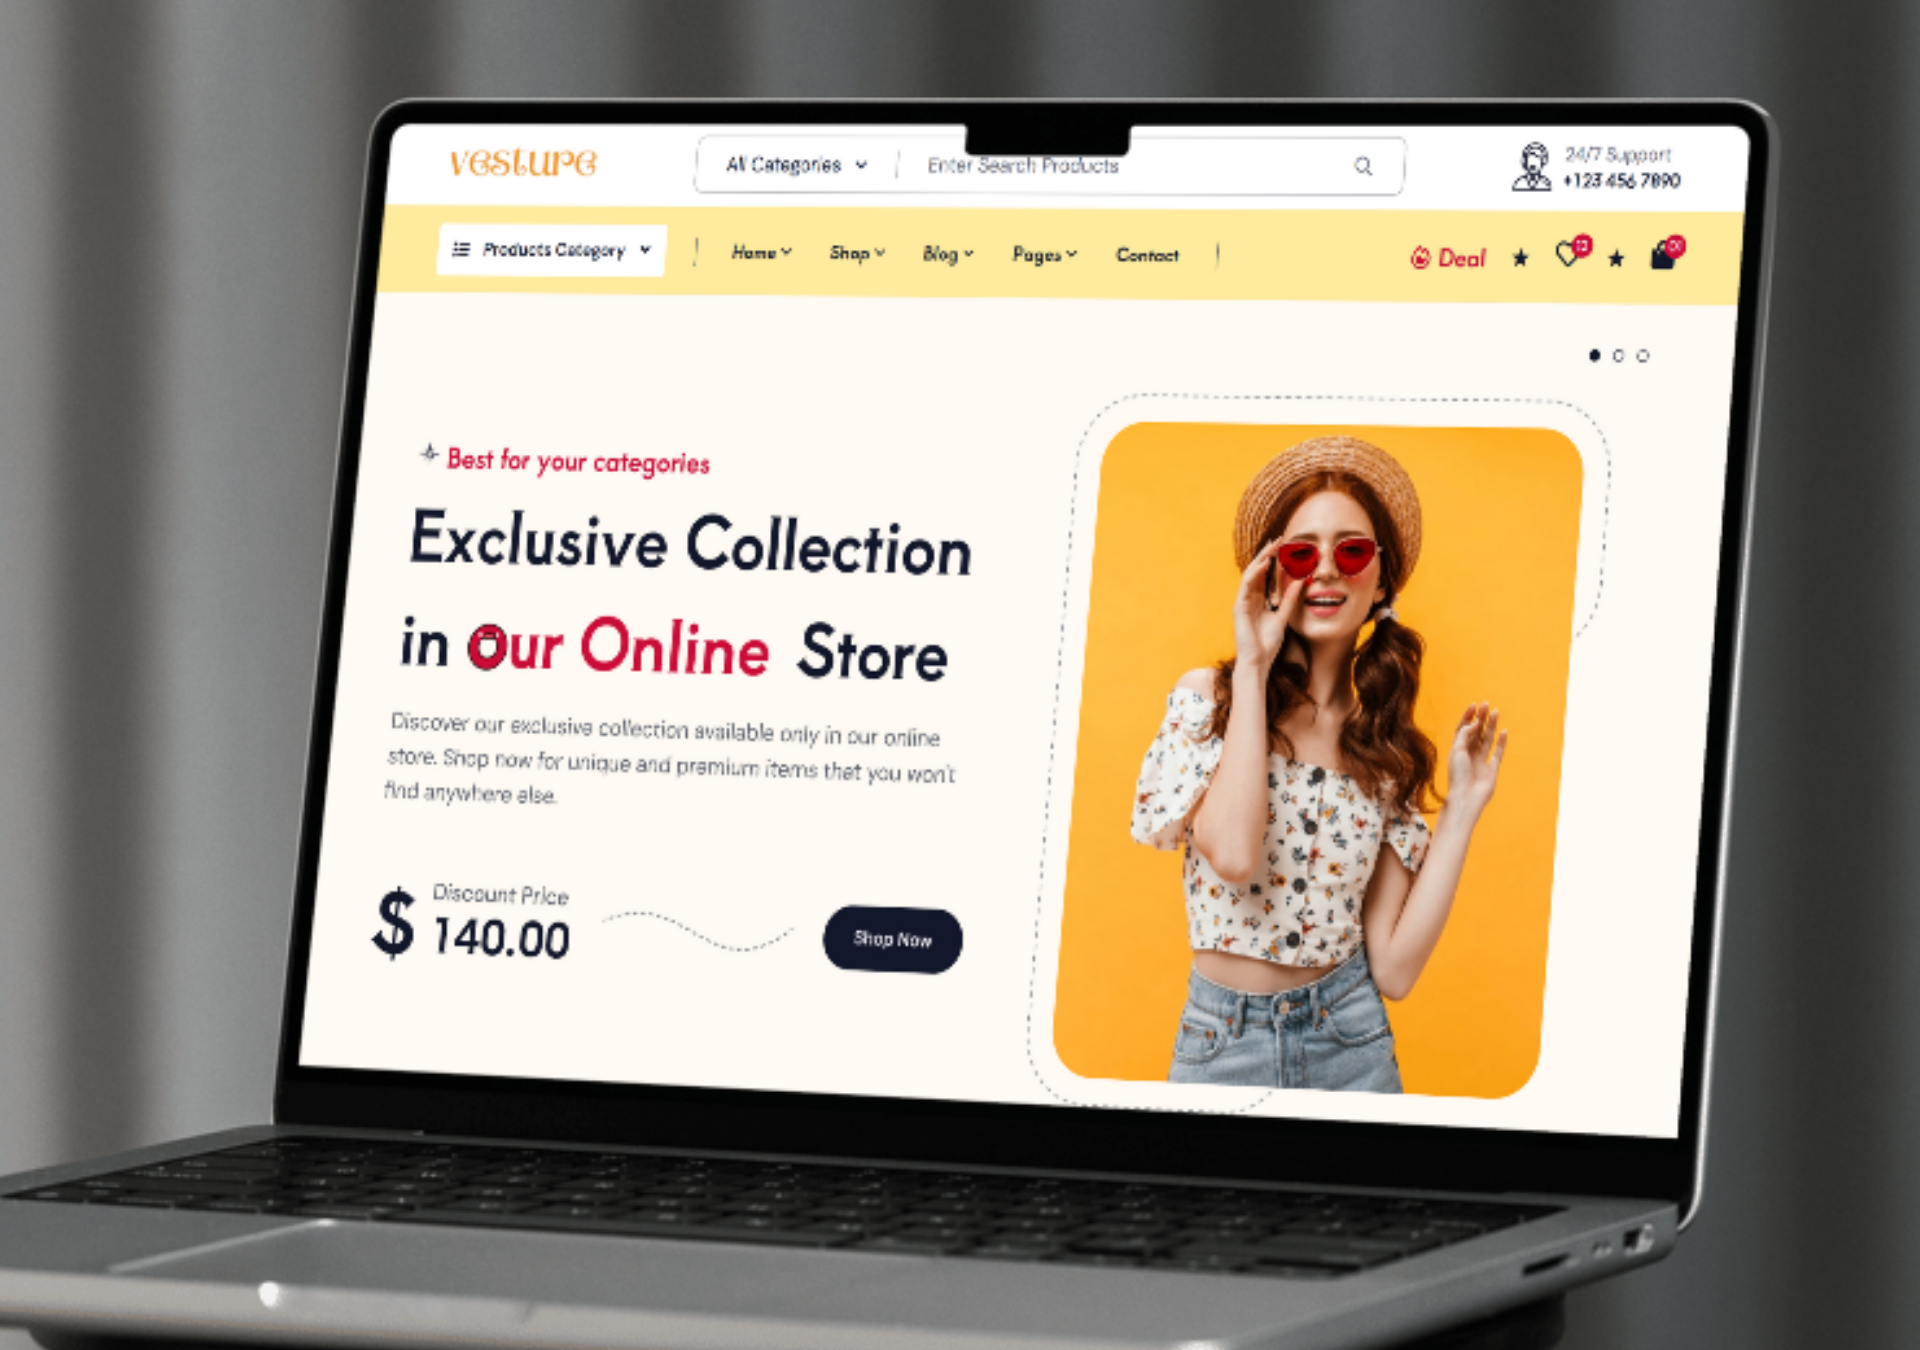 vesture
All Categories
Enter Search Products
24/7 Support
+123 456 7890
Products Category
Home
Shop
Blog
Pages
Contact
Deal
01
Best for your categories
Exclusive Collection
in Our Online Store
Discover our exclusive collection available only in our online
store. Shop now for unique and premium items that you won't
find anywhere else.
Discount Price
$ 140.00
Shop Now